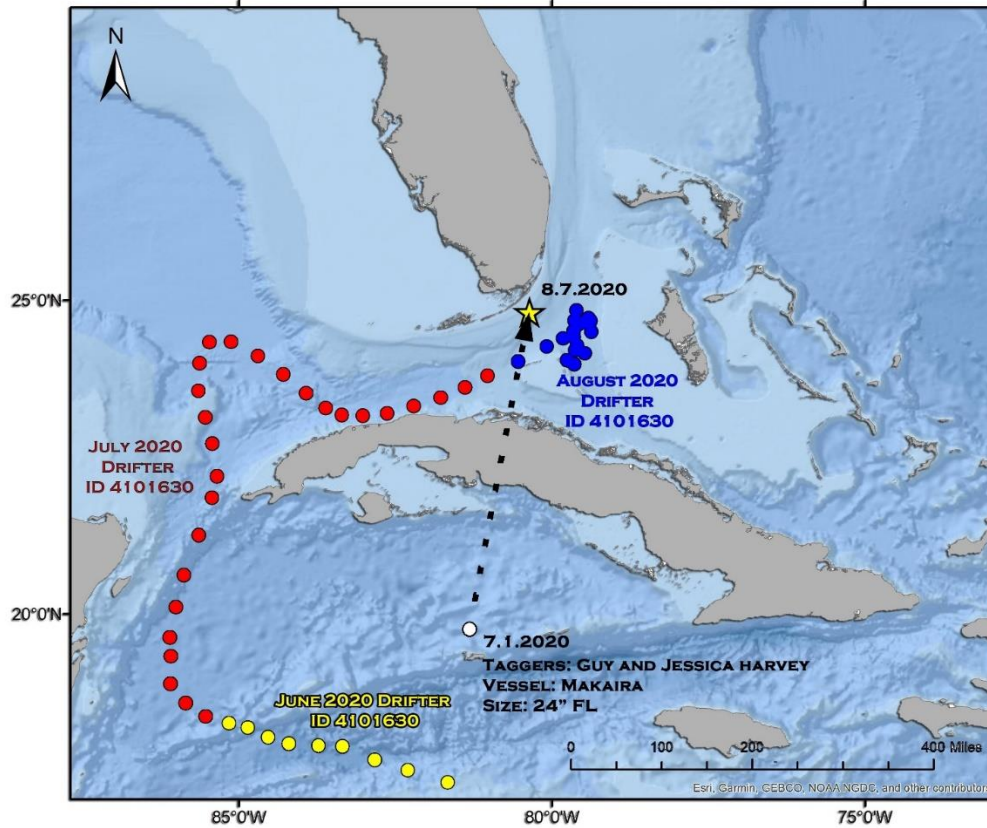 N
25°0'N
8.7.2020
AUGUST 2020
DRIFTER
ID 4101630
JULY 2020
DRIFTER
ID 4101630
20°0'N
7.1.2020
TAGGERS: GUY AND JESSICA HARVEY
VESSEL: MAKAIRA
SIZE: 24" FL
JUNE 2020 DRIFTER
ID 4101630
0 100 200 400 Miles
Esri, Garmin, GEBCO, NOAA NGDC, and other contributors
85°0'W 80°0'W 75°0'W